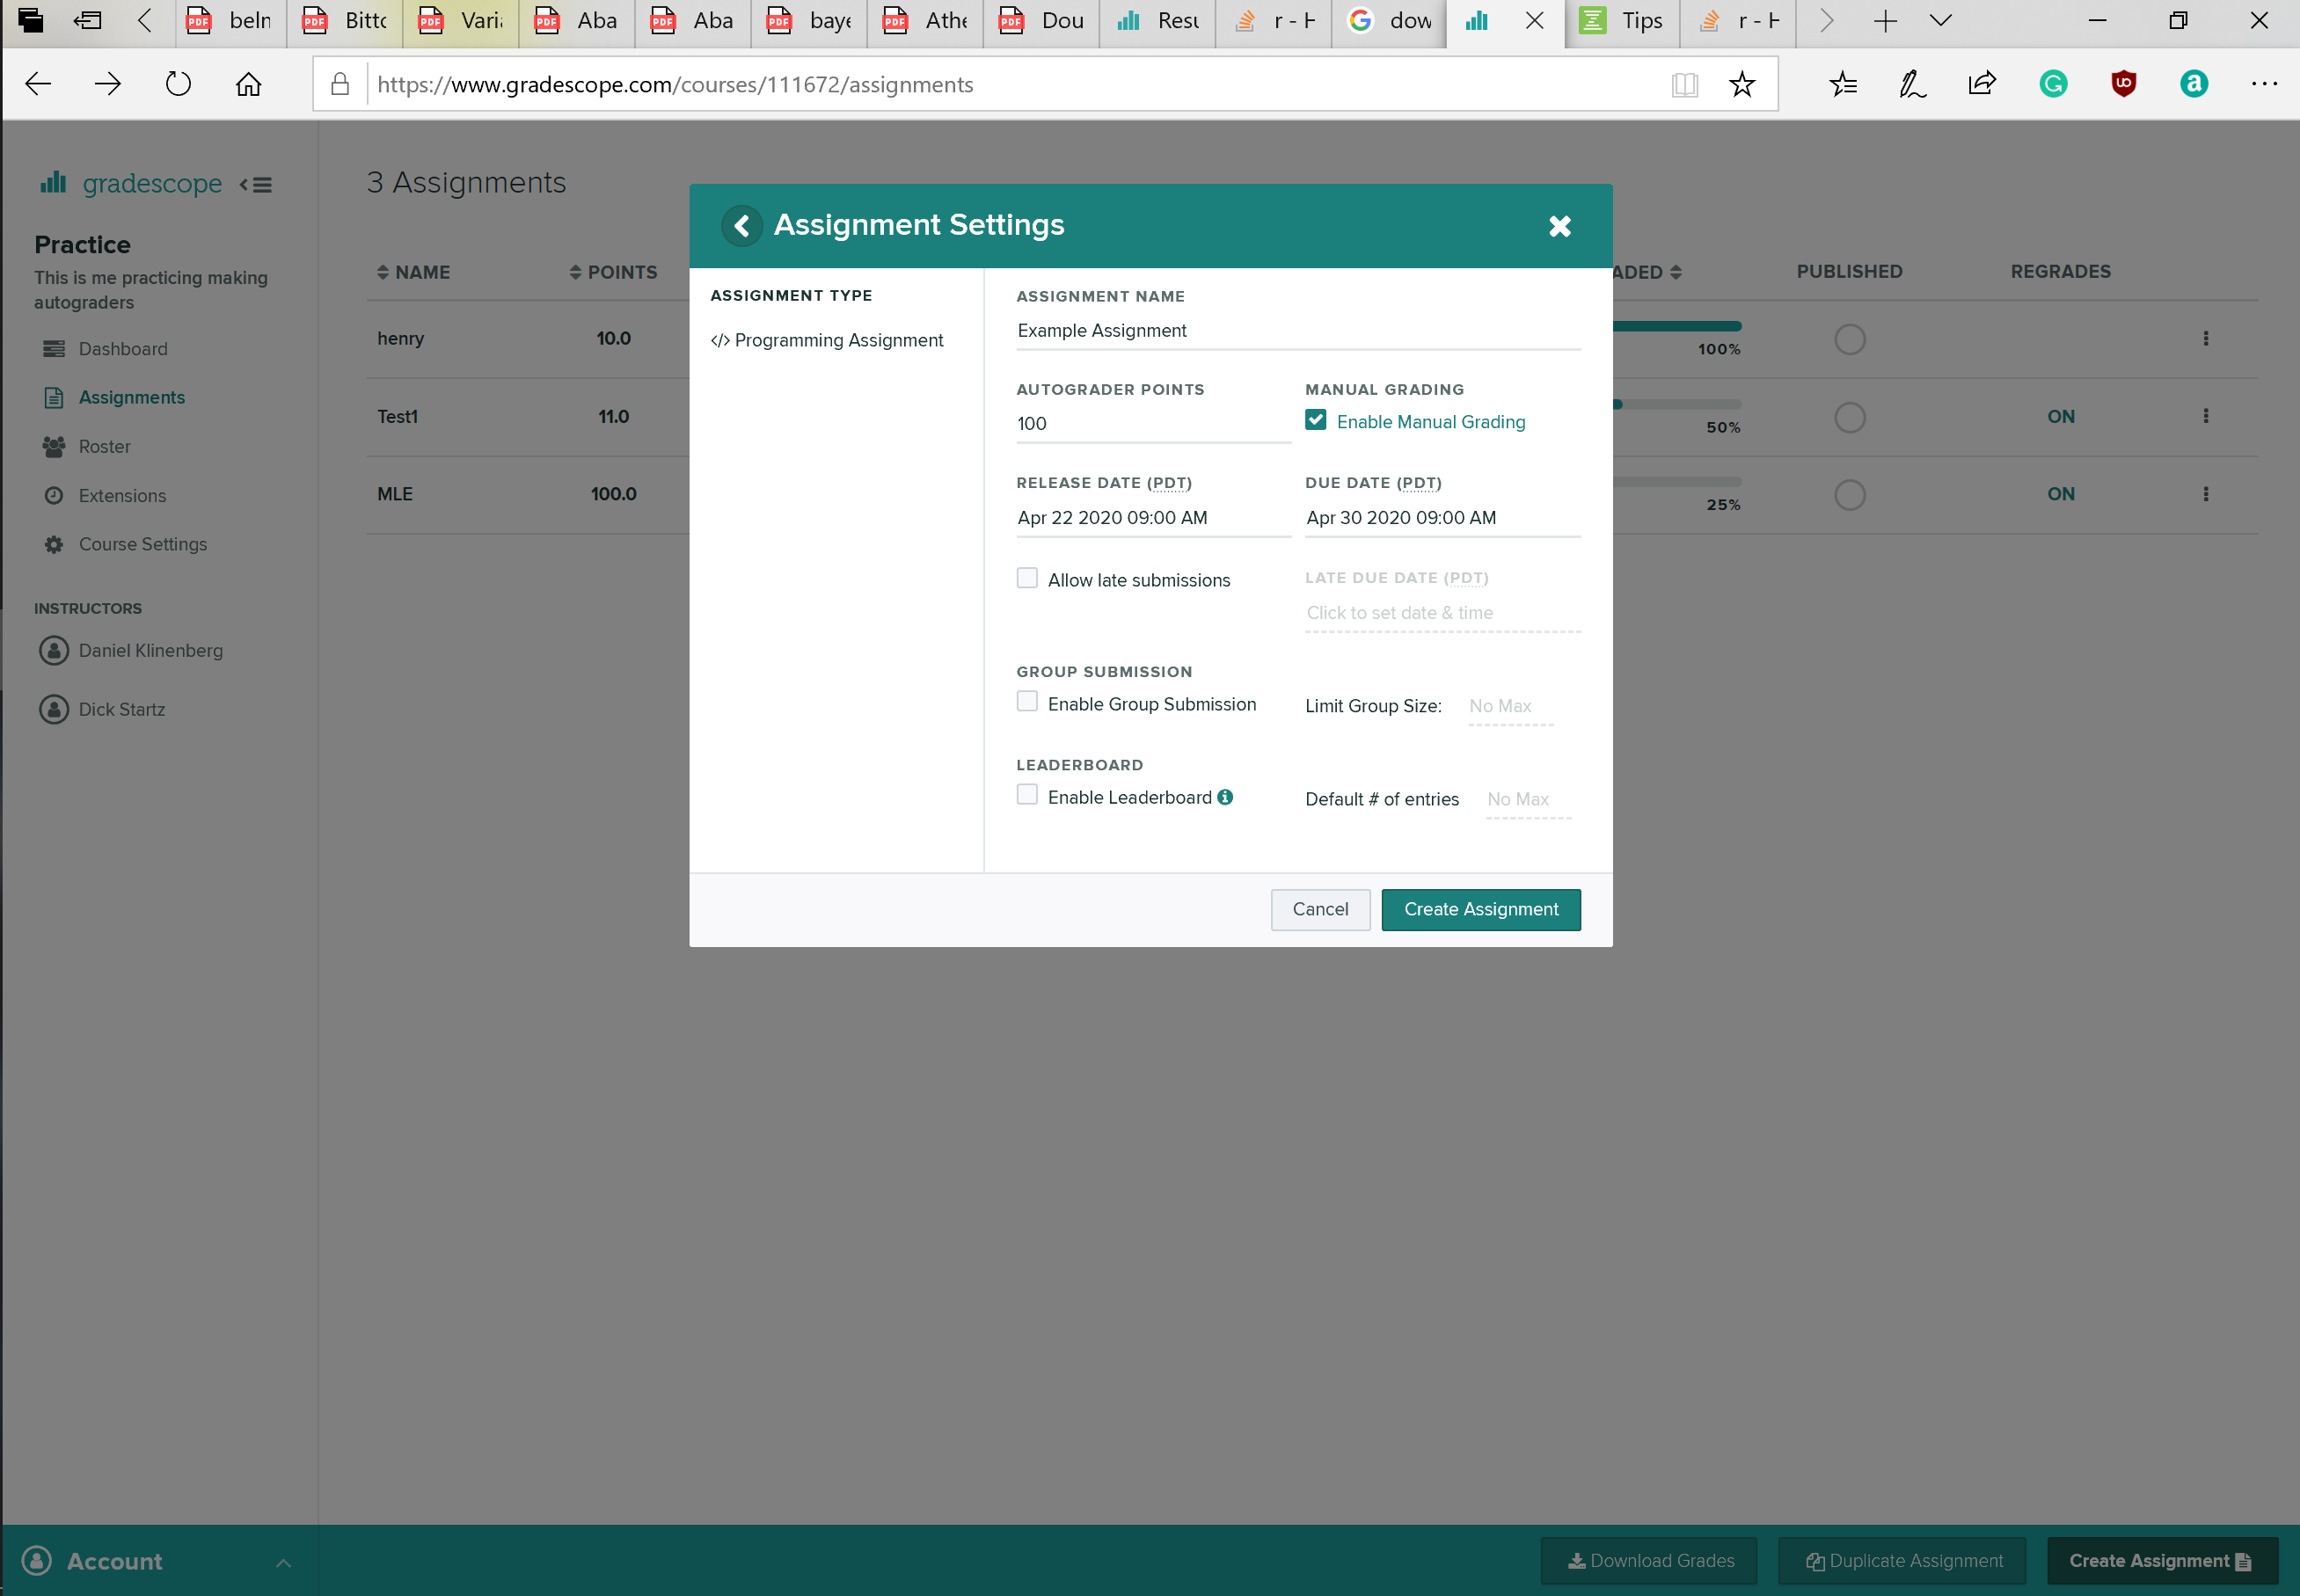 beln
Bitto
Vari
Aba
Aba
baye
Athe
Dou
Resu
r - H
dow
Tips
r - H
https://www.gradescope.com/courses/111672/assignments
gradescope
Practice
This is me practicing making
autograders
Dashboard
Assignments
Roster
Extensions
Course Settings
INSTRUCTORS
Daniel Klinenberg
Dick Startz
3 Assignments
NAME POINTS ADED PUBLISHED REGRADES
henry 10.0 100%
Test1 11.0 50% ON
MLE 100.0 25% ON
Assignment Settings
ASSIGNMENT TYPE
</> Programming Assignment
ASSIGNMENT NAME
Example Assignment
AUTOGRADER POINTS
100
MANUAL GRADING
Enable Manual Grading
RELEASE DATE (PDT)
Apr 22 2020 09:00 AM
DUE DATE (PDT)
Apr 30 2020 09:00 AM
Allow late submissions
LATE DUE DATE (PDT)
Click to set date & time
GROUP SUBMISSION
Enable Group Submission
Limit Group Size: No Max
LEADERBOARD
Enable Leaderboard
Default # of entries No Max
Cancel
Create Assignment
Account
Download Grades
Duplicate Assignment
Create Assignment